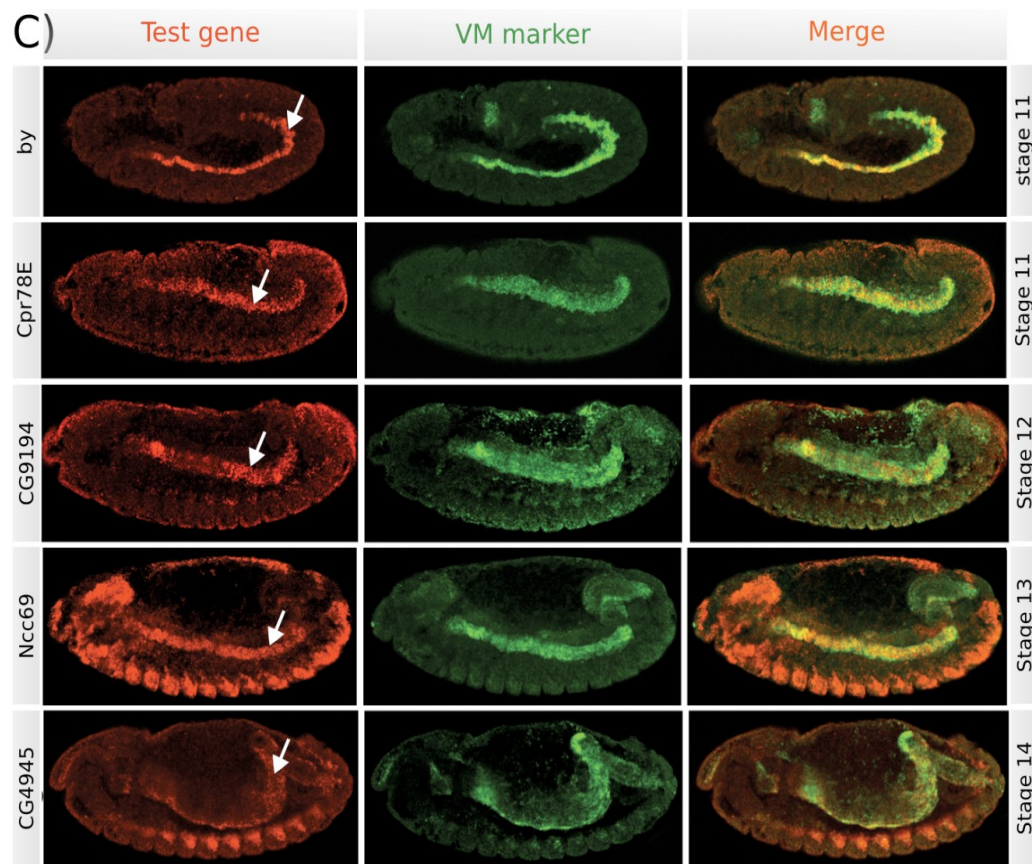 C)
Test gene
VM marker
Merge
by
stage 11
Cpr78E
Stage 11
CG9194
Stage 12
Ncc69
Stage 13
CG4945
Stage 14